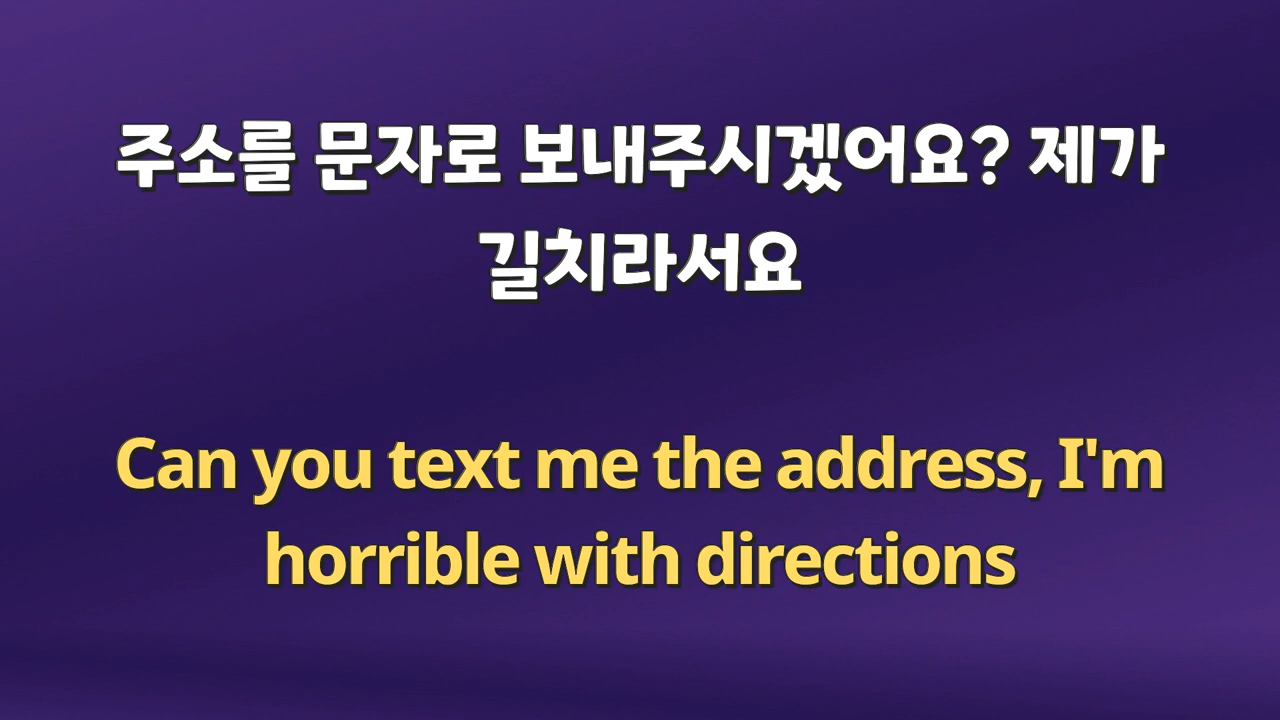 주소를 문자로 보내주시겠어요? 제가
길치라서요
Can you text me the address, I'm
horrible with directions